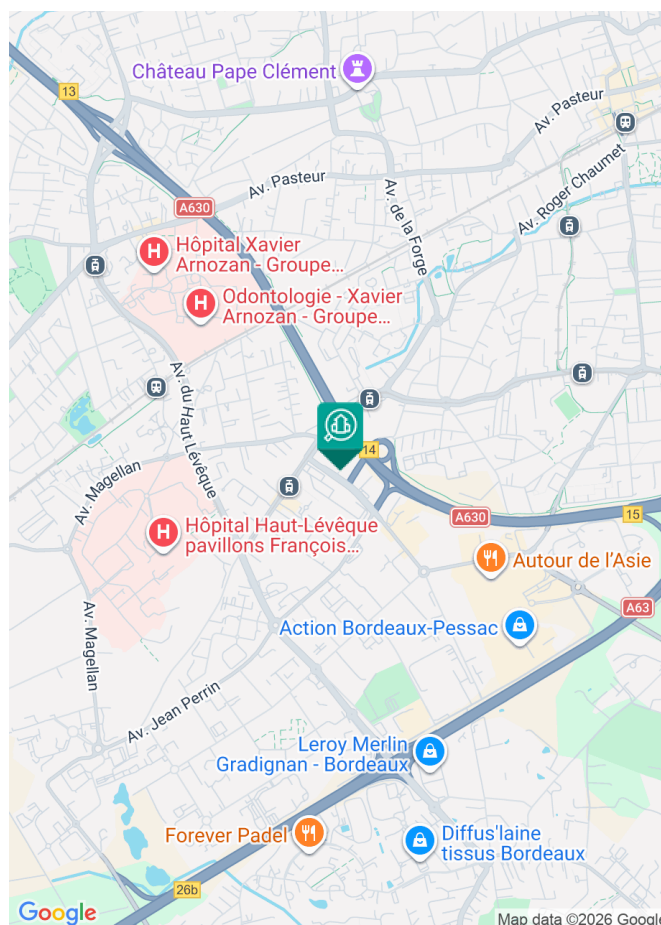 Château Pape Clément
13
Av. Pasteur
Av. Roger Chaumet
Av. Pasteur
Av. de la Forge
A630
H
Hôpital Xavier
Arnozan - Groupe...
H
Odontologie - Xavier
Arnozan - Groupe...
Av. du Haut Lévêque
14
Av. Magellan
H
Hôpital Haut-Lévêque
pavillons François...
A630
15
Autour de l'Asie
A63
Action Bordeaux-Pessac
Av. Magellan
Av. Jean Perrin
Leroy Merlin
Gradignan - Bordeaux
Forever Padel
Diffus'laine
tissus Bordeaux
26b
Google
Map data ©2026 Google